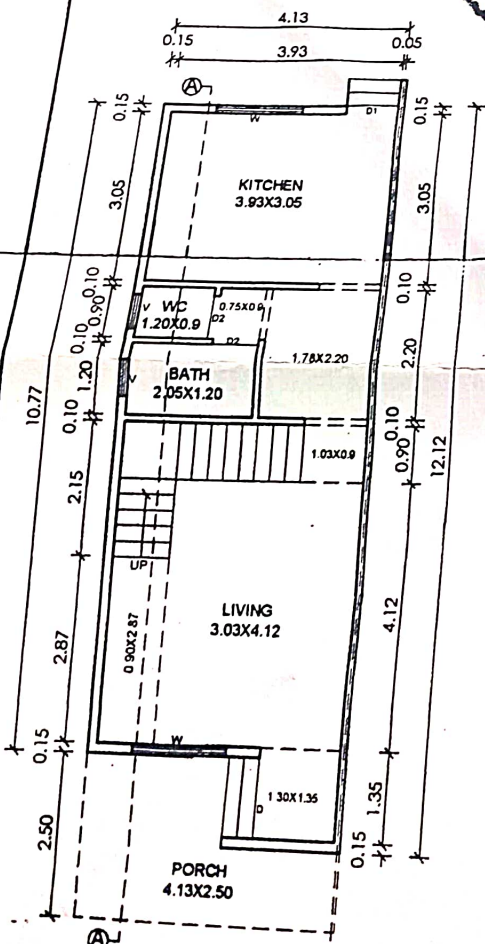 4.13
0.15
0.05
3.93
A
W
D1
0.15
0.15
KITCHEN
3.93X3.05
3.05
3.05
0.10
0.10
0.90
V
WC
1.20X0.9
0.75X0.9
D2
D2
0.10
1.20
V
BATH
2.05X1.20
1.78X2.20
2.20
10.77
0.10
0.10
0.90
12.12
1.03X0.9
2.15
UP
LIVING
3.03X4.12
0.90X2.87
4.12
2.87
W
0.15
1.30X1.35
D
1.35
2.50
0.15
PORCH
4.13X2.50
A